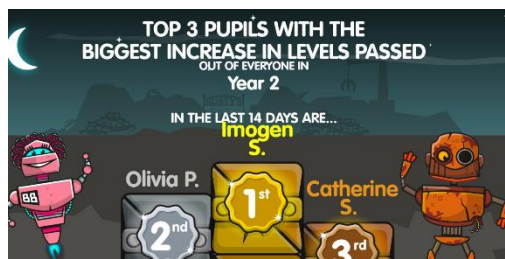 TOP 3 PUPILS WITH THE
BIGGEST INCREASE IN LEVELS PASSED
OUT OF EVERYONE IN
Year 2
IN THE LAST 14 DAYS ARE...
Imogen
S.
Olivia P.
1st
Catherine
S.
88
2nd
3rd